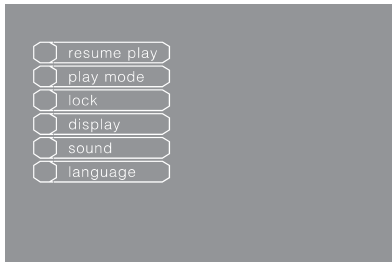 resume play
play mode
lock
display
sound
language